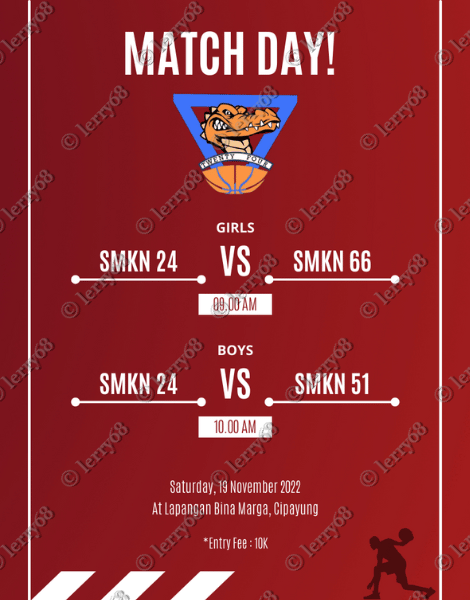 MATCH DAY!
TWENTY FOUR
GIRLS
SMKN 24 VS SMKN 66
09.00 AM
BOYS
SMKN 24 VS SMKN 51
10.00 AM
Saturday, 19 November 2022
At Lapangan Bina Marga, Cipayung
*Entry Fee : 10K
© lerry68